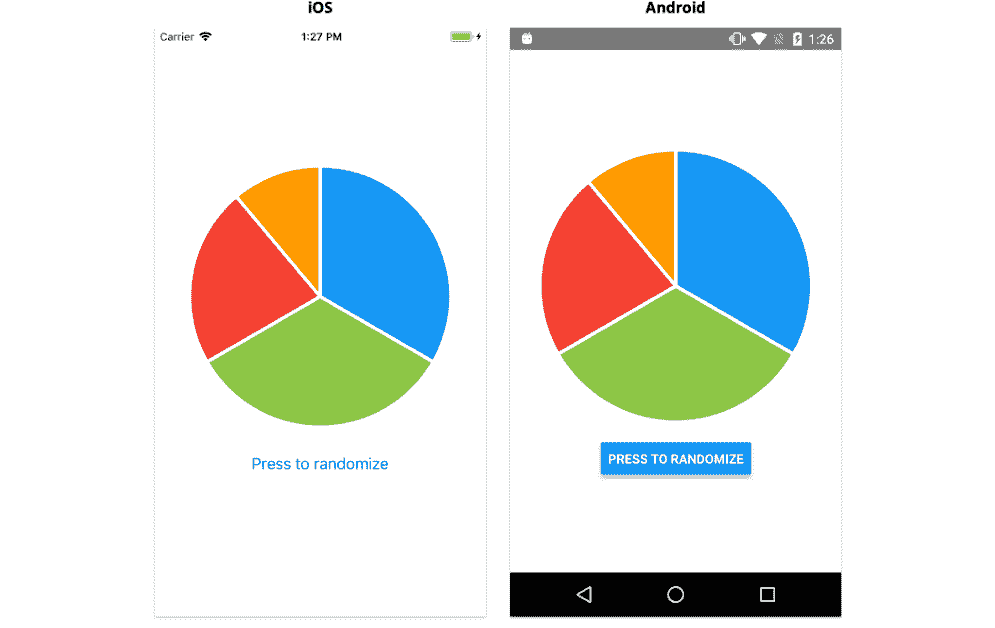 iOS
Carrier
1:27 PM
Press to randomize
Android
1:26
PRESS TO RANDOMIZE